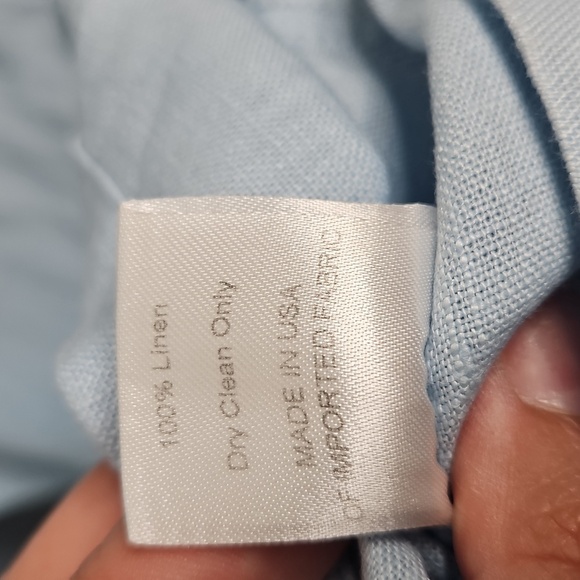 100% Linen
Dry Clean Only
MADE IN USA
OF IMPORTED FABRIC